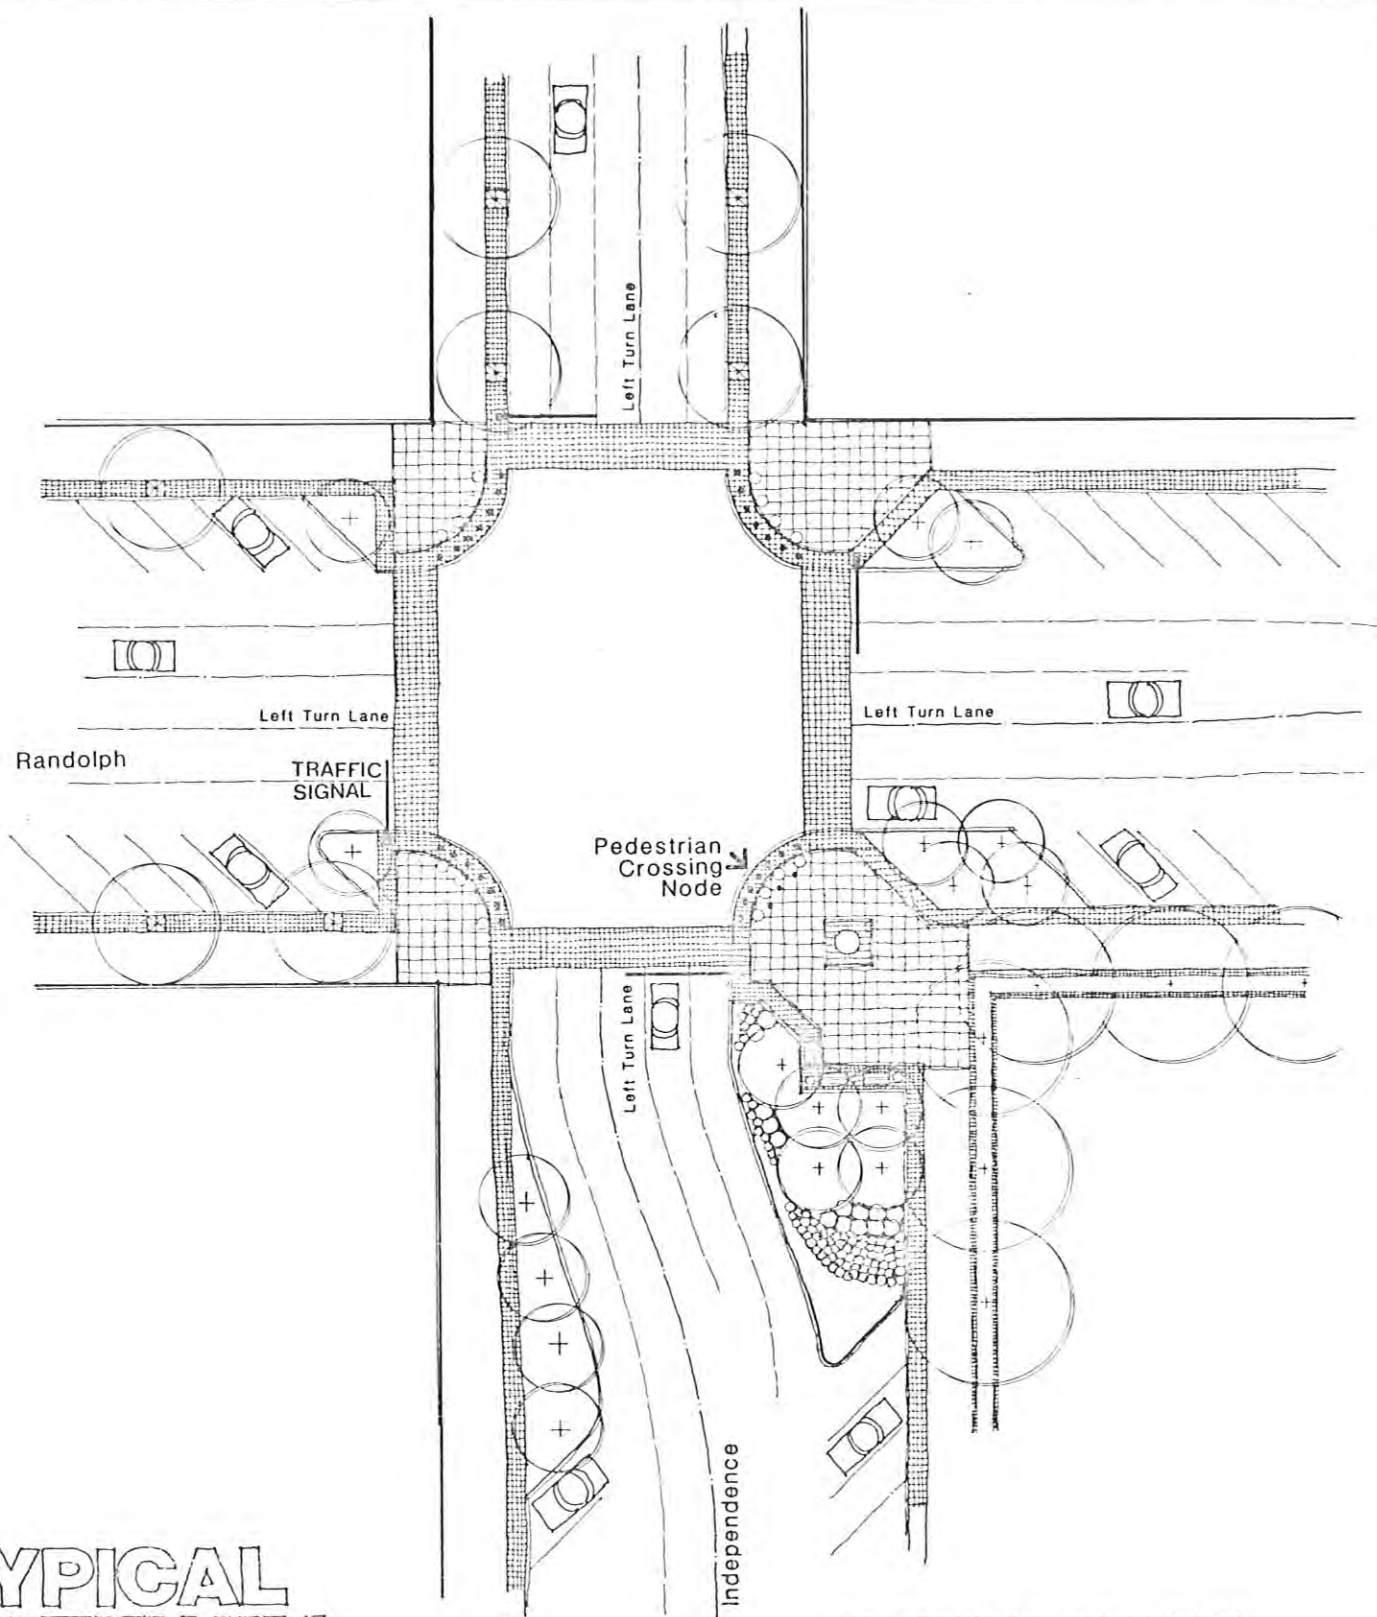 Left Turn Lane
Left Turn Lane
Left Turn Lane
Randolph
TRAFFIC
SIGNAL
Pedestrian
Crossing
Node
Left Turn Lane
Independence
YPICAL